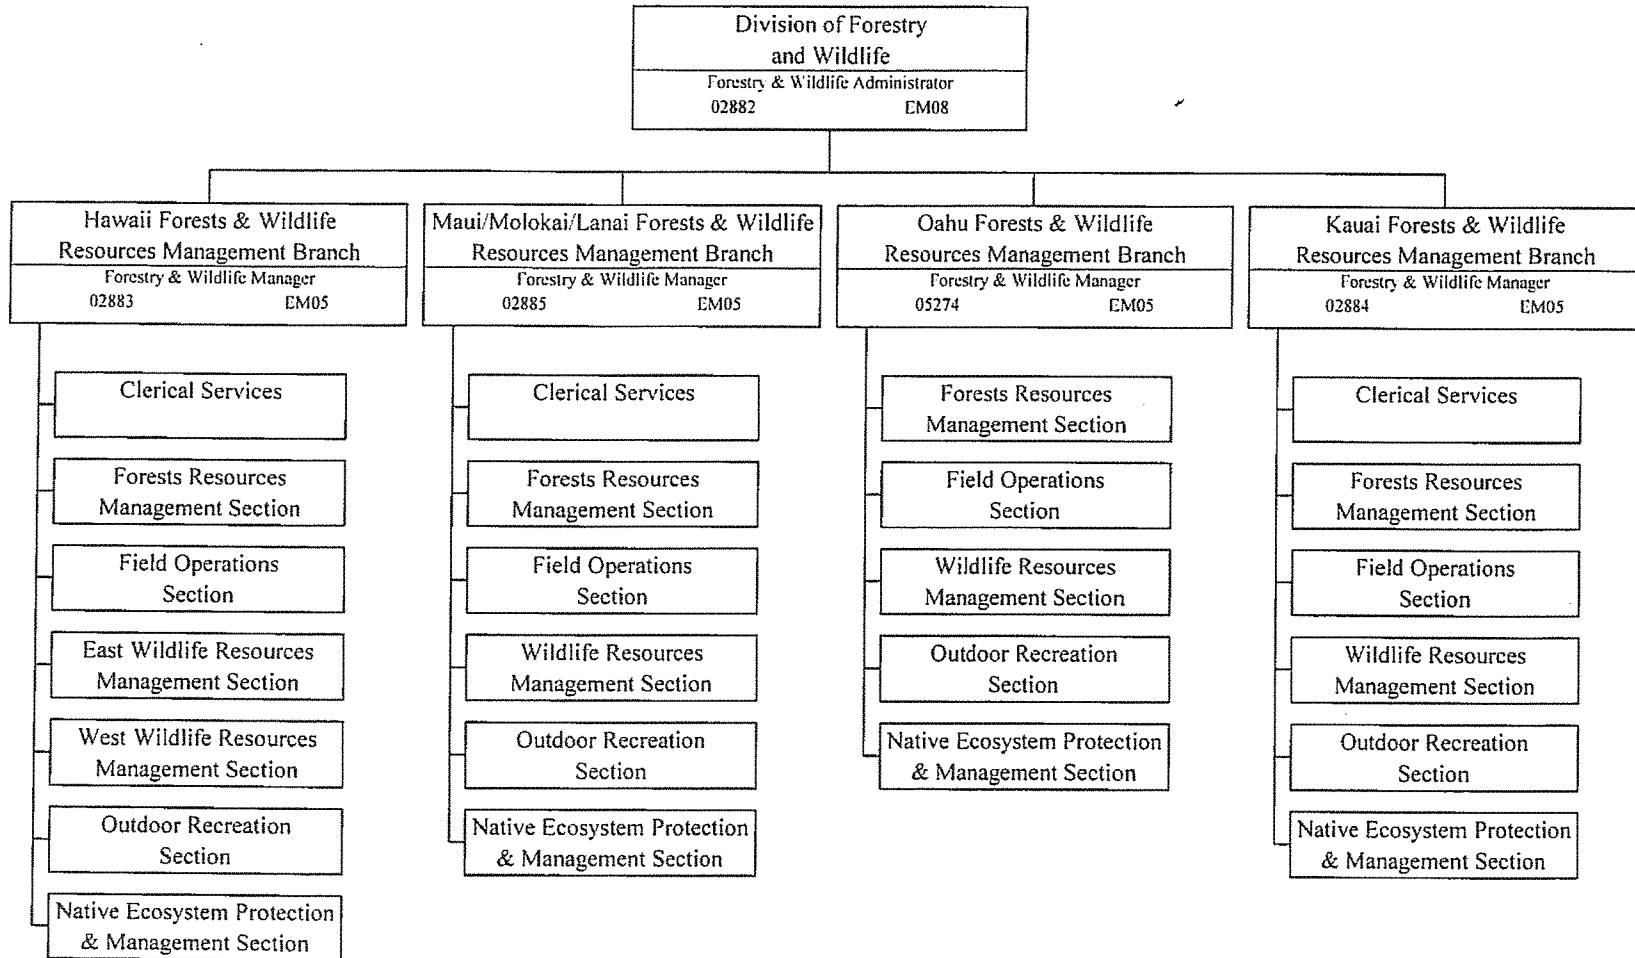 Division of Forestry
and Wildlife
Forestry & Wildlife Administrator
02882 EM08
Hawaii Forests & Wildlife
Resources Management Branch
Forestry & Wildlife Manager
02883 EM05
Clerical Services
Forests Resources
Management Section
Field Operations
Section
East Wildlife Resources
Management Section
West Wildlife Resources
Management Section
Outdoor Recreation
Section
Native Ecosystem Protection
& Management Section
Maui/Molokai/Lanai Forests & Wildlife
Resources Management Branch
Forestry & Wildlife Manager
02885 EM05
Clerical Services
Forests Resources
Management Section
Field Operations
Section
Wildlife Resources
Management Section
Outdoor Recreation
Section
Native Ecosystem Protection
& Management Section
Oahu Forests & Wildlife
Resources Management Branch
Forestry & Wildlife Manager
05274 EM05
Forests Resources
Management Section
Field Operations
Section
Wildlife Resources
Management Section
Outdoor Recreation
Section
Native Ecosystem Protection
& Management Section
Kauai Forests & Wildlife
Resources Management Branch
Forestry & Wildlife Manager
02884 EM05
Clerical Services
Forests Resources
Management Section
Field Operations
Section
Wildlife Resources
Management Section
Outdoor Recreation
Section
Native Ecosystem Protection
& Management Section